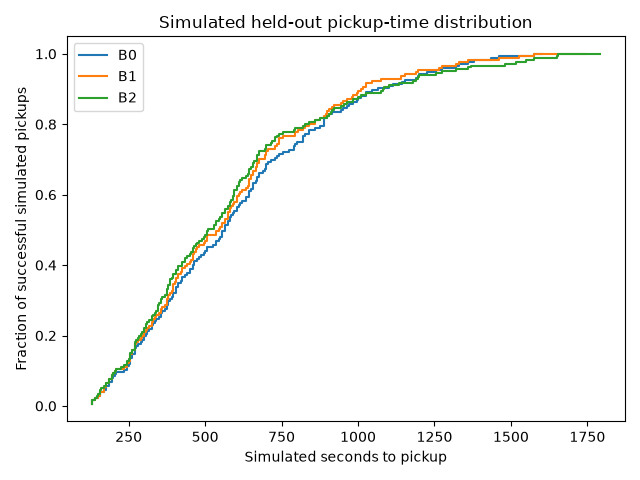 Simulated held-out pickup-time distribution
B0
B1
B2
Fraction of successful simulated pickups
1.0
0.8
0.6
0.4
0.2
0.0
250 500 750 1000 1250 1500 1750
Simulated seconds to pickup